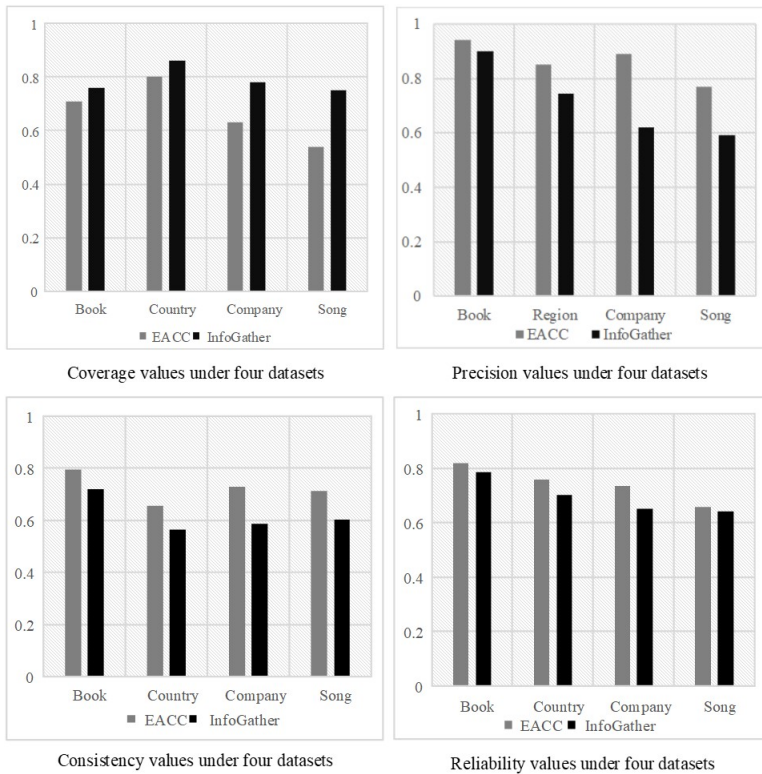 1
0.8
0.6
0.4
0.2
0
Book Country Company Song
EACC InfoGather
Coverage values under four datasets
1
0.8
0.6
0.4
0.2
0
Book Region Company Song
EACC InfoGather
Precision values under four datasets
1
0.8
0.6
0.4
0.2
0
Book Country Company Song
EACC InfoGather
Consistency values under four datasets
1
0.8
0.6
0.4
0.2
0
Book Country Company Song
EACC InfoGather
Reliability values under four datasets